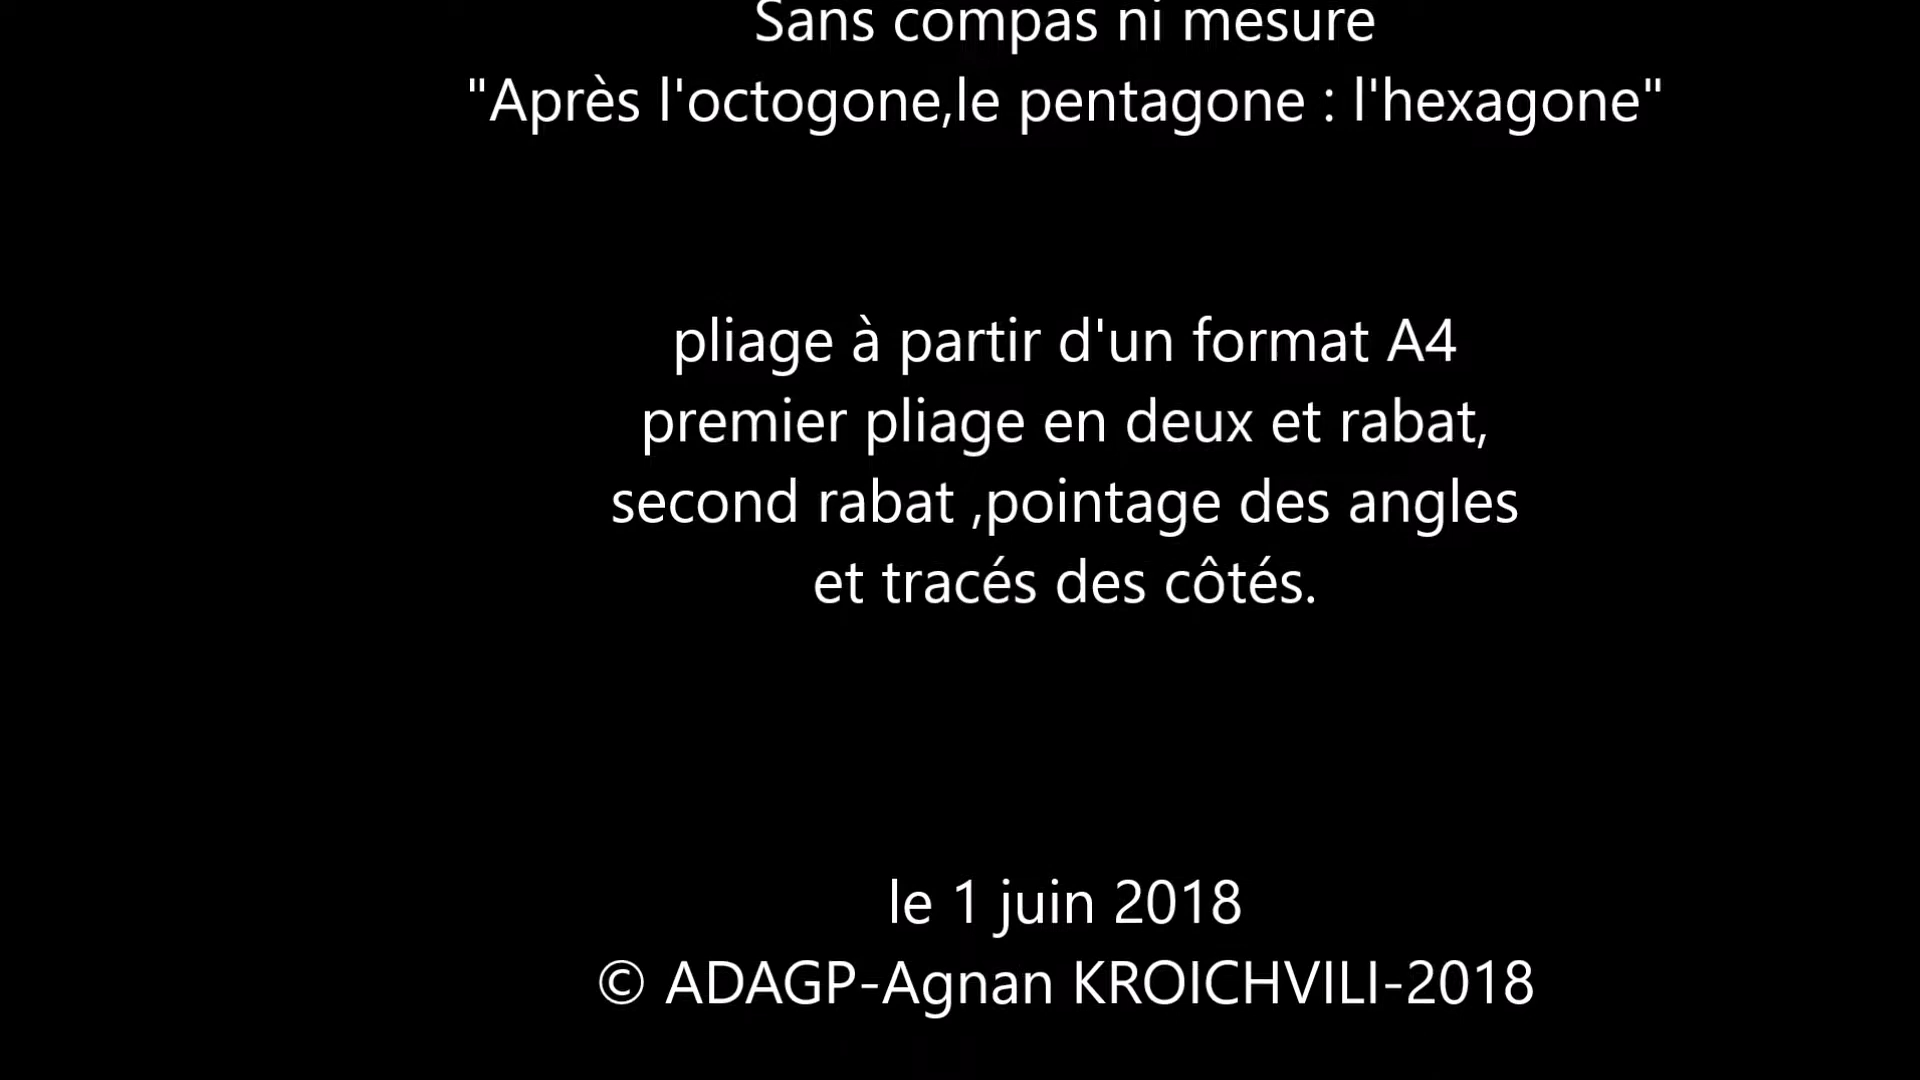 Sans compas ni mesure
"Après l'octogone,le pentagone : l'hexagone"
pliage à partir d'un format A4
premier pliage en deux et rabat,
second rabat ,pointage des angles
et tracés des côtés.
le 1 juin 2018
© ADAGP-Agnan KROICHVILI-2018